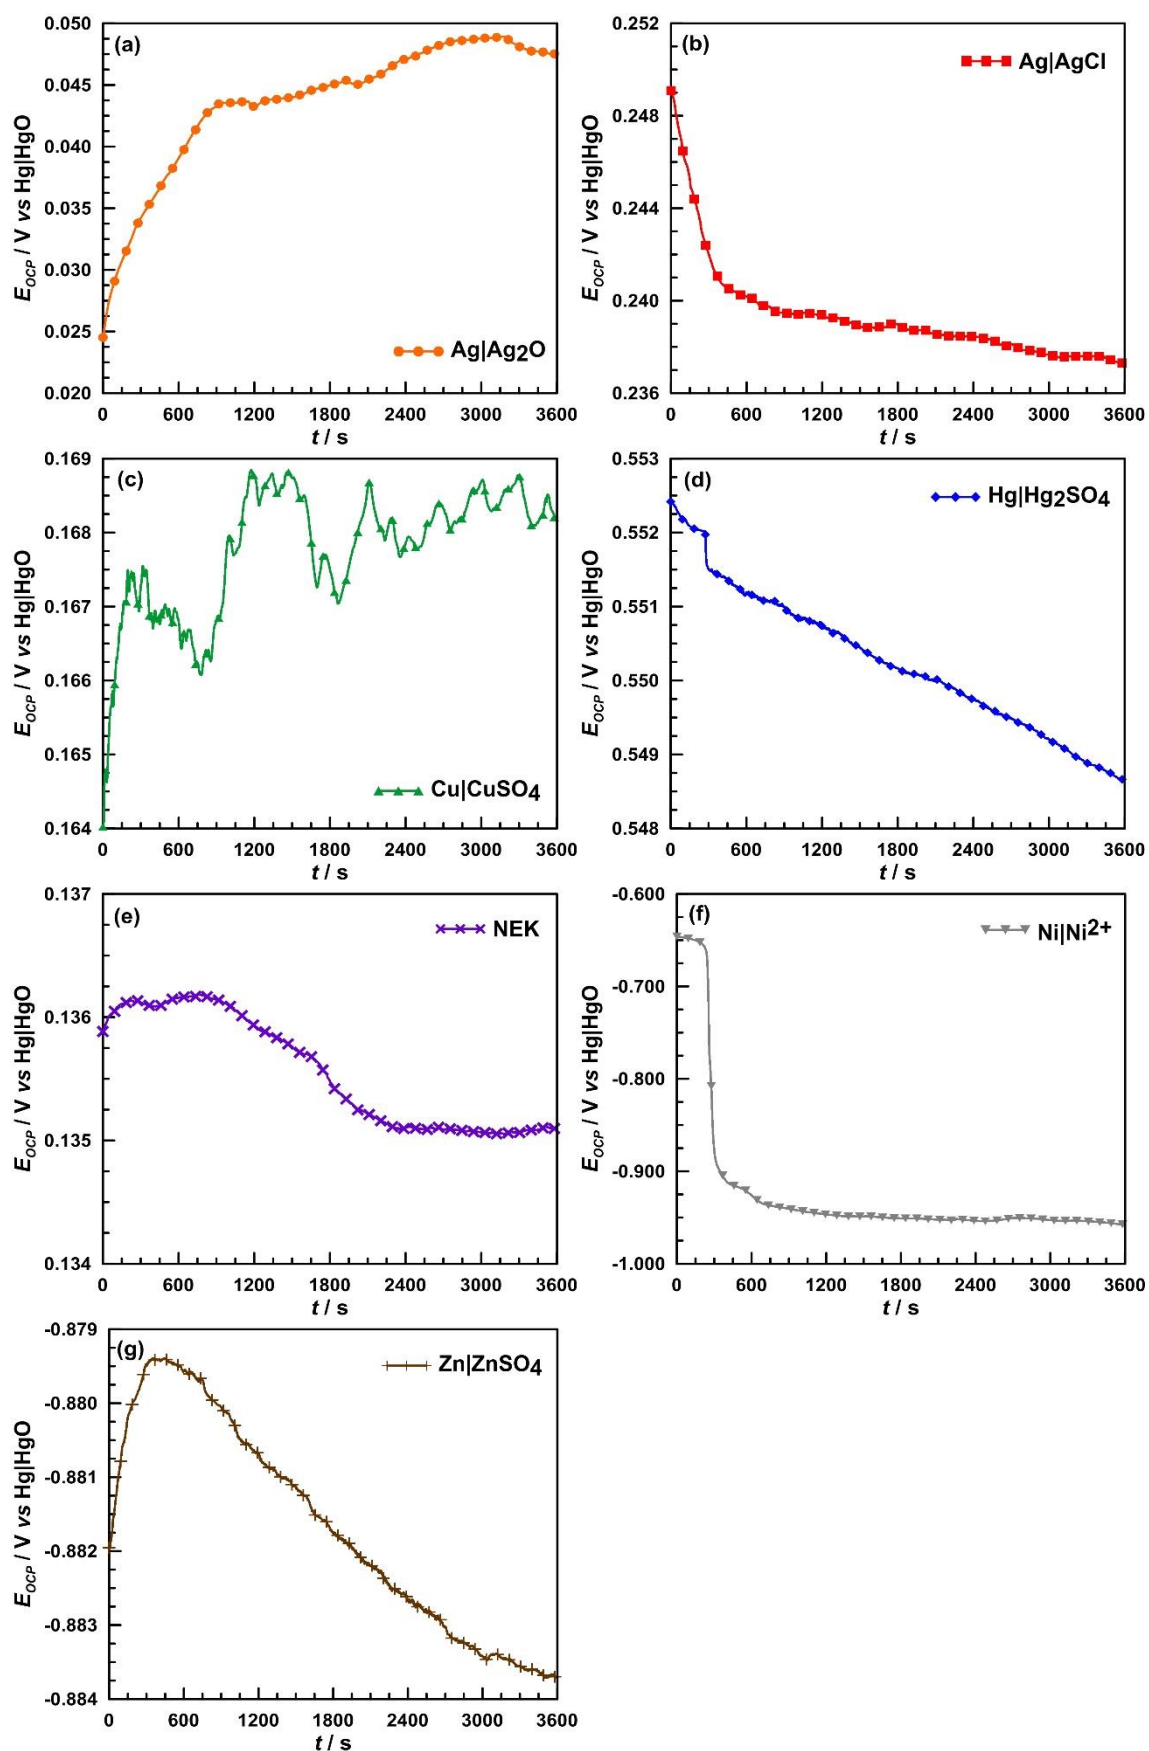 (a)
Ag|Ag₂O
E_OCP / V vs Hg|HgO
0.050
0.045
0.040
0.035
0.030
0.025
0.020
0 600 1200 1800 2400 3000 3600
t / s
(b)
Ag|AgCl
E_OCP / V vs Hg|HgO
0.252
0.248
0.244
0.240
0.236
0 600 1200 1800 2400 3000 3600
t / s
(c)
Cu|CuSO₄
E_OCP / V vs Hg|HgO
0.169
0.168
0.167
0.166
0.165
0.164
0 600 1200 1800 2400 3000 3600
t / s
(d)
Hg|Hg₂SO₄
E_OCP / V vs Hg|HgO
0.553
0.552
0.551
0.550
0.549
0.548
0 600 1200 1800 2400 3000 3600
t / s
(e)
NEK
E_OCP / V vs Hg|HgO
0.137
0.136
0.135
0.134
0 600 1200 1800 2400 3000 3600
t / s
(f)
Ni|Ni²⁺
E_OCP / V vs Hg|HgO
-0.600
-0.700
-0.800
-0.900
-1.000
0 600 1200 1800 2400 3000 3600
t / s
(g)
Zn|ZnSO₄
E_OCP / V vs Hg|HgO
-0.879
-0.880
-0.881
-0.882
-0.883
-0.884
0 600 1200 1800 2400 3000 3600
t / s